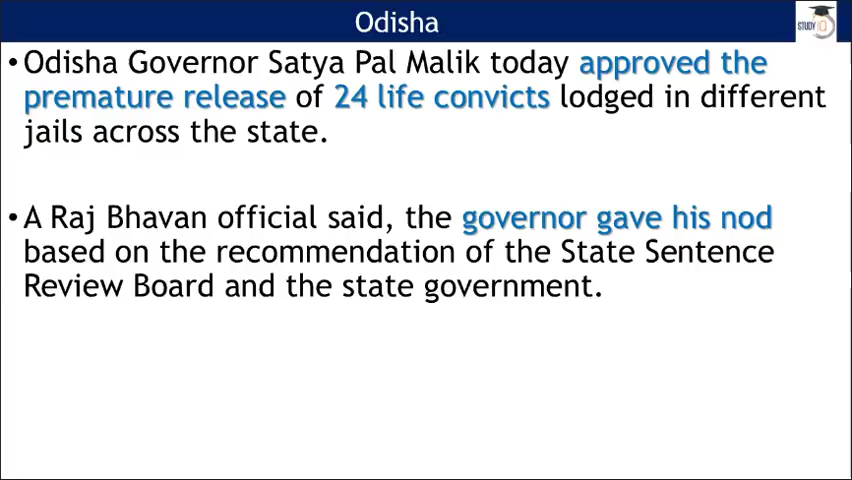 Odisha
STUDY IQ
• Odisha Governor Satya Pal Malik today approved the
premature release of 24 life convicts lodged in different
jails across the state.
• A Raj Bhavan official said, the governor gave his nod
based on the recommendation of the State Sentence
Review Board and the state government.